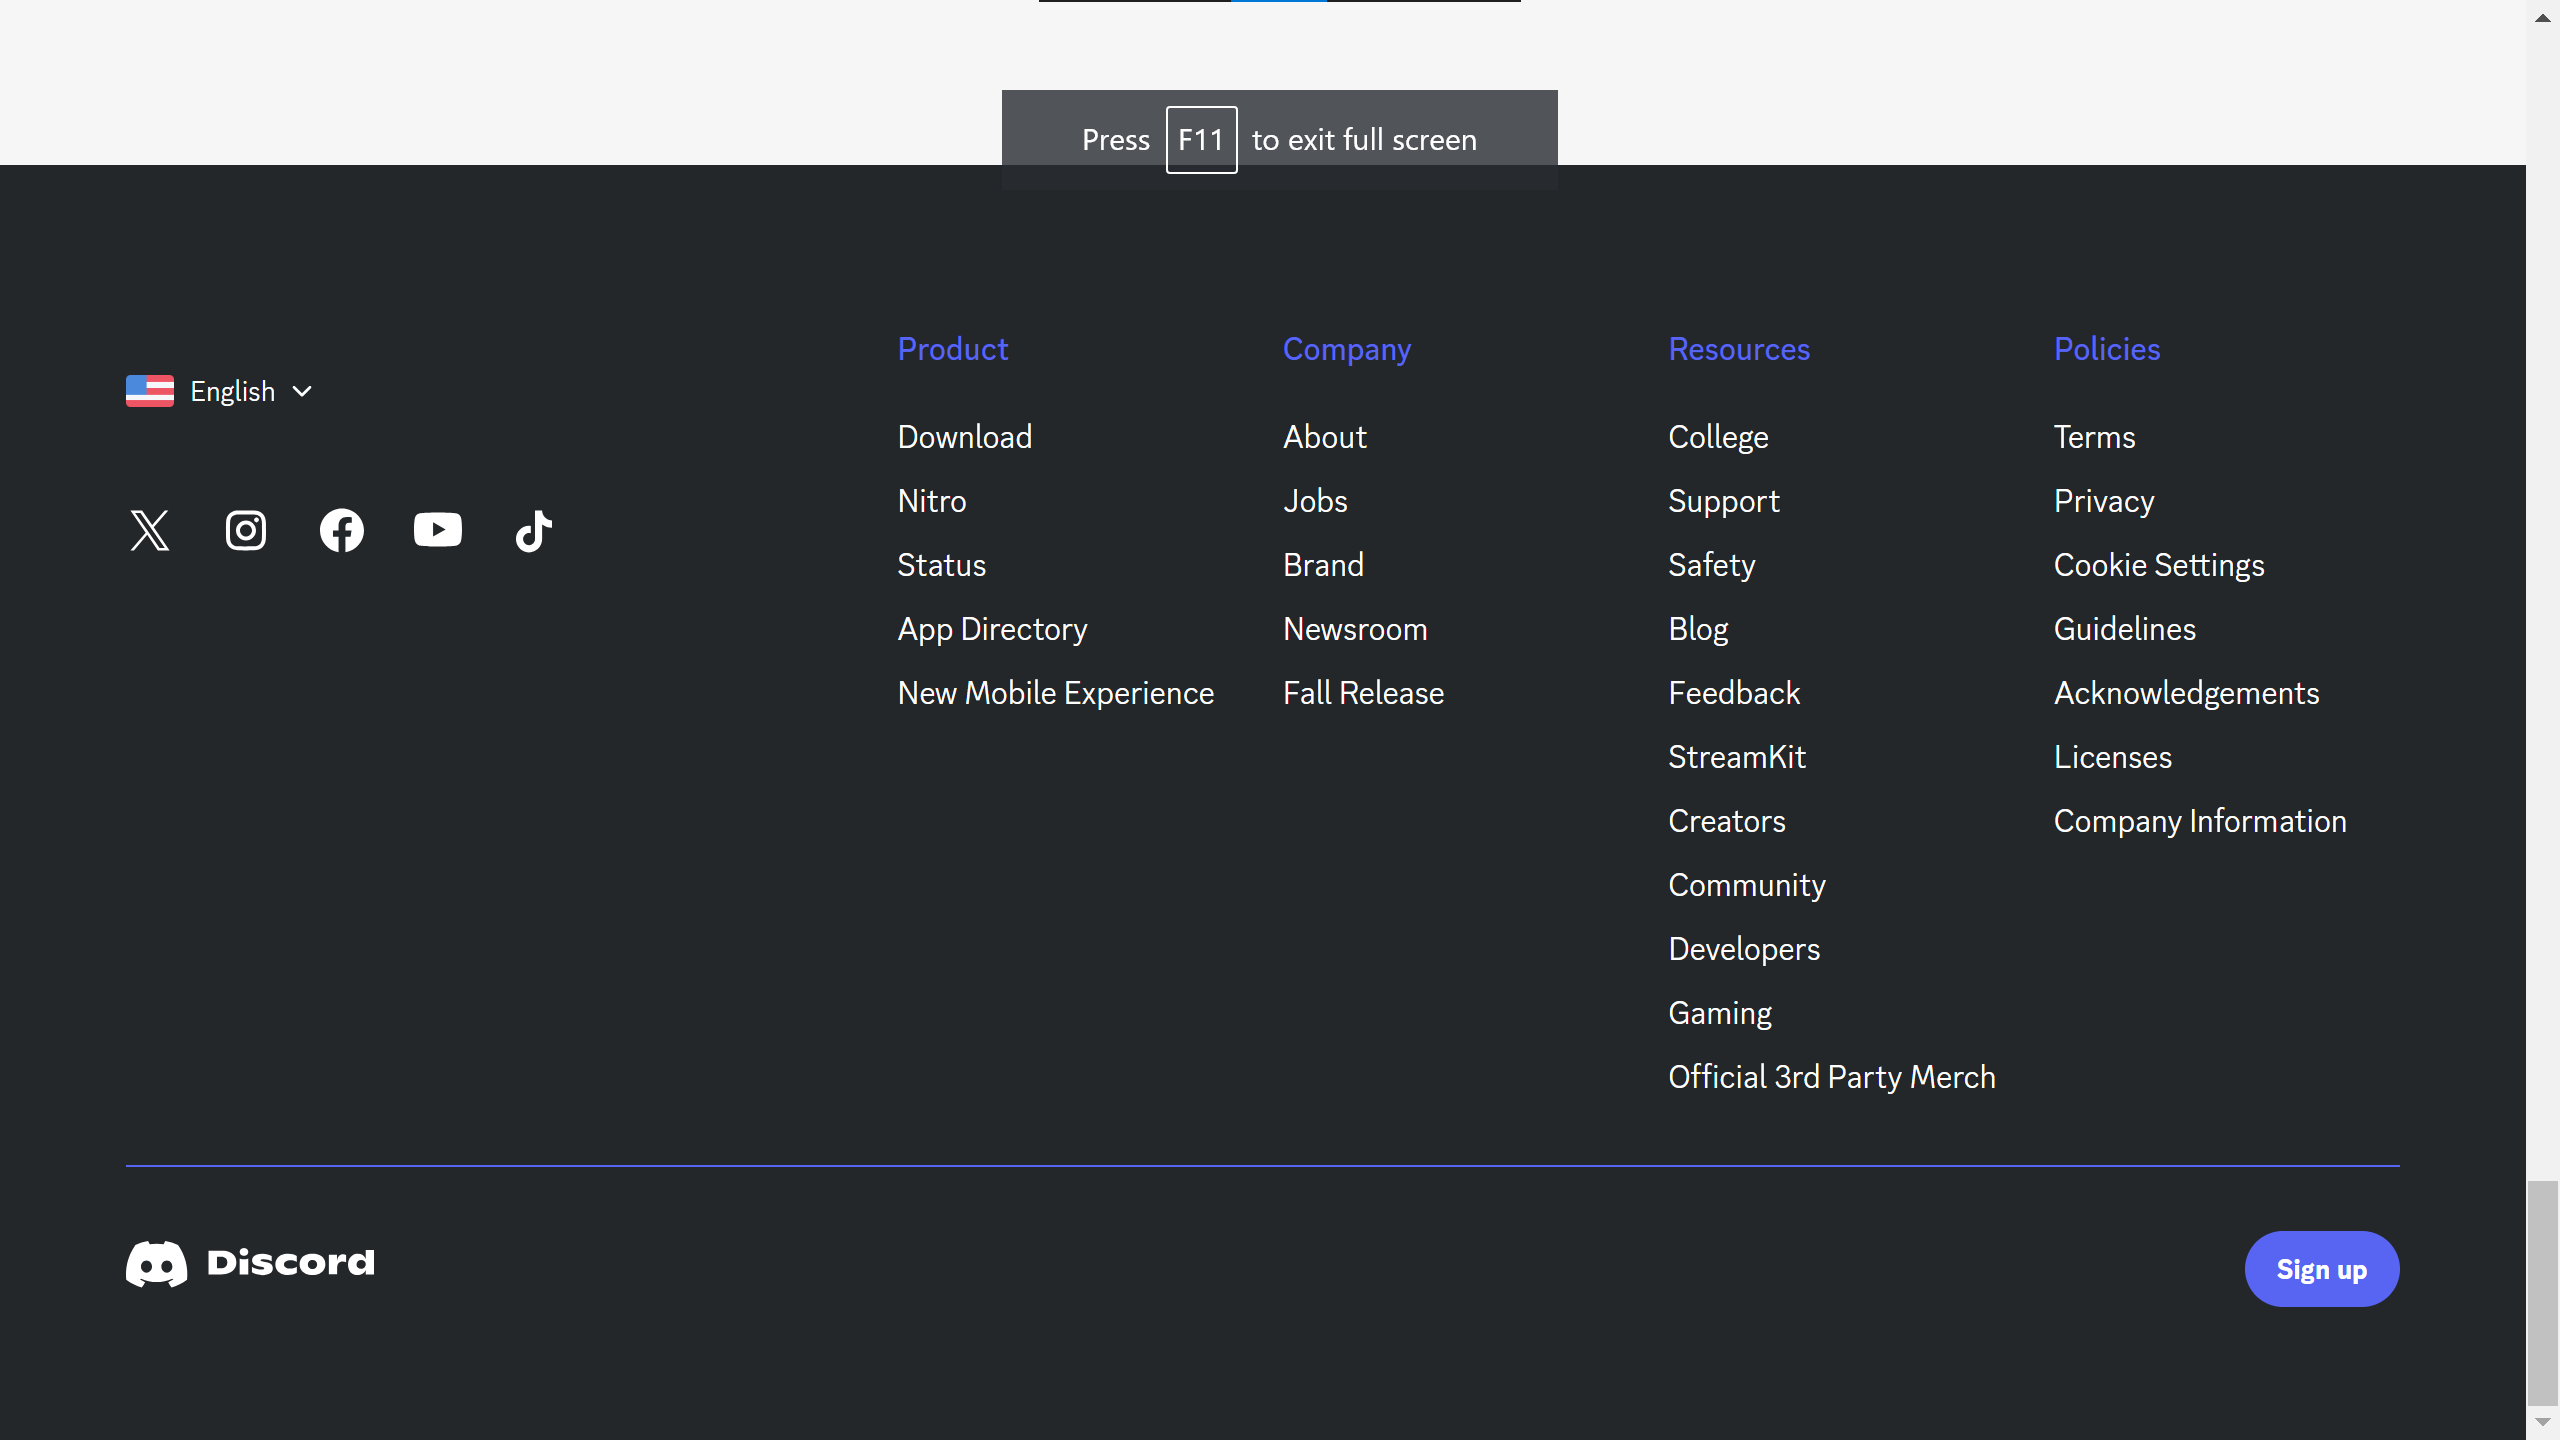 Press F11 to exit full screen
English
Product
Download
Nitro
Status
App Directory
New Mobile Experience
Company
About
Jobs
Brand
Newsroom
Fall Release
Resources
College
Support
Safety
Blog
Feedback
StreamKit
Creators
Community
Developers
Gaming
Official 3rd Party Merch
Policies
Terms
Privacy
Cookie Settings
Guidelines
Acknowledgements
Licenses
Company Information
Discord
Sign up